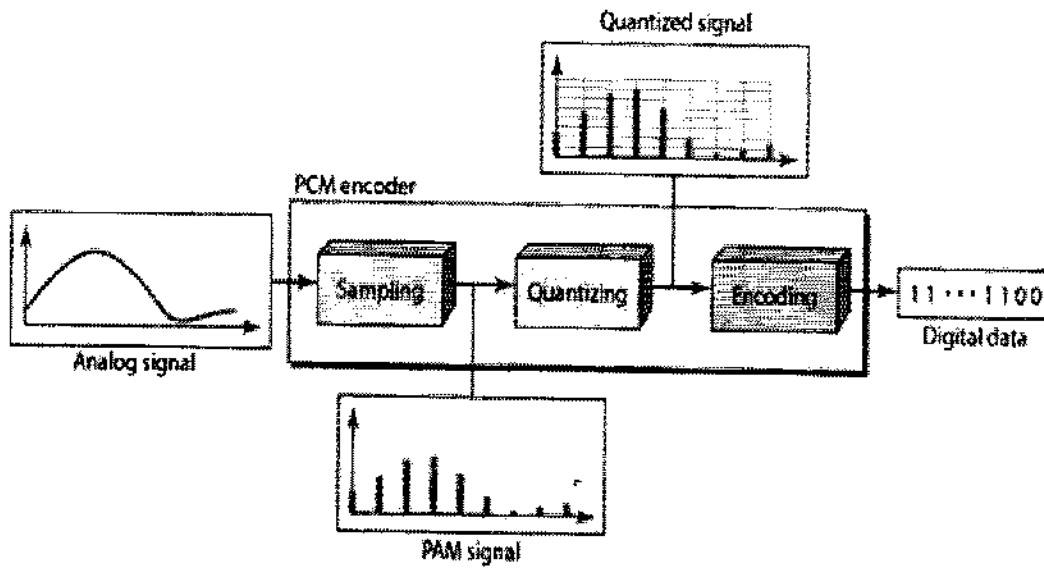 Quantized signal
PCM encoder
Sampling
Quantizing
Encoding
11···1100
Digital data
Analog signal
PAM signal